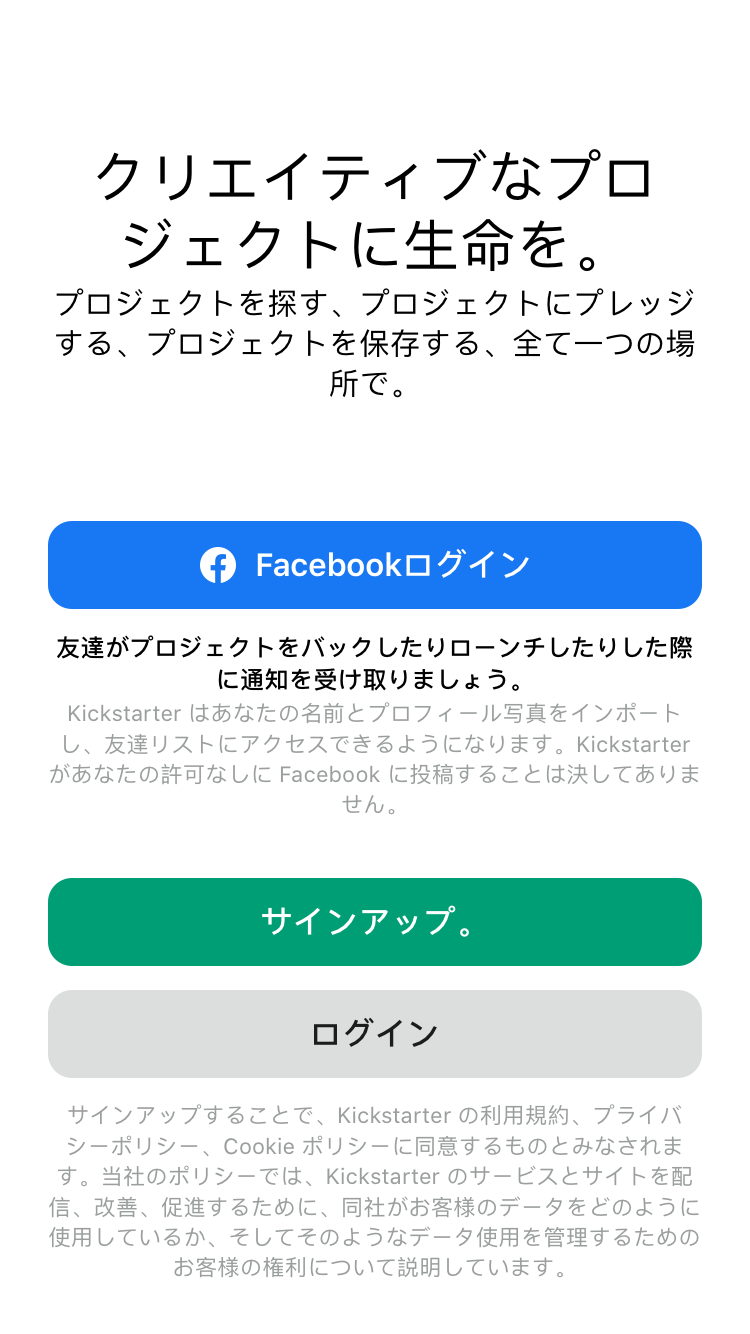 クリエイティブなプロ
ジェクトに生命を。
プロジェクトを探す、プロジェクトにプレッジ
する、プロジェクトを保存する、全て一つの場
所で。
Facebookログイン
友達がプロジェクトをバックしたりローンチしたりした際
に通知を受け取りましょう。
Kickstarter はあなたの名前とプロフィール写真をインポート
し、友達リストにアクセスできるようになります。Kickstarter
があなたの許可なしに Facebook に投稿することは決してありま
せん。
サインアップ。
ログイン
サインアップすることで、Kickstarter の利用規約、プライバ
シーポリシー、Cookie ポリシーに同意するものとみなされま
す。当社のポリシーでは、Kickstarter のサービスとサイトを配
信、改善、促進するために、同社がお客様のデータをどのように
使用しているか、そしてそのようなデータ使用を管理するための
お客様の権利について説明しています。